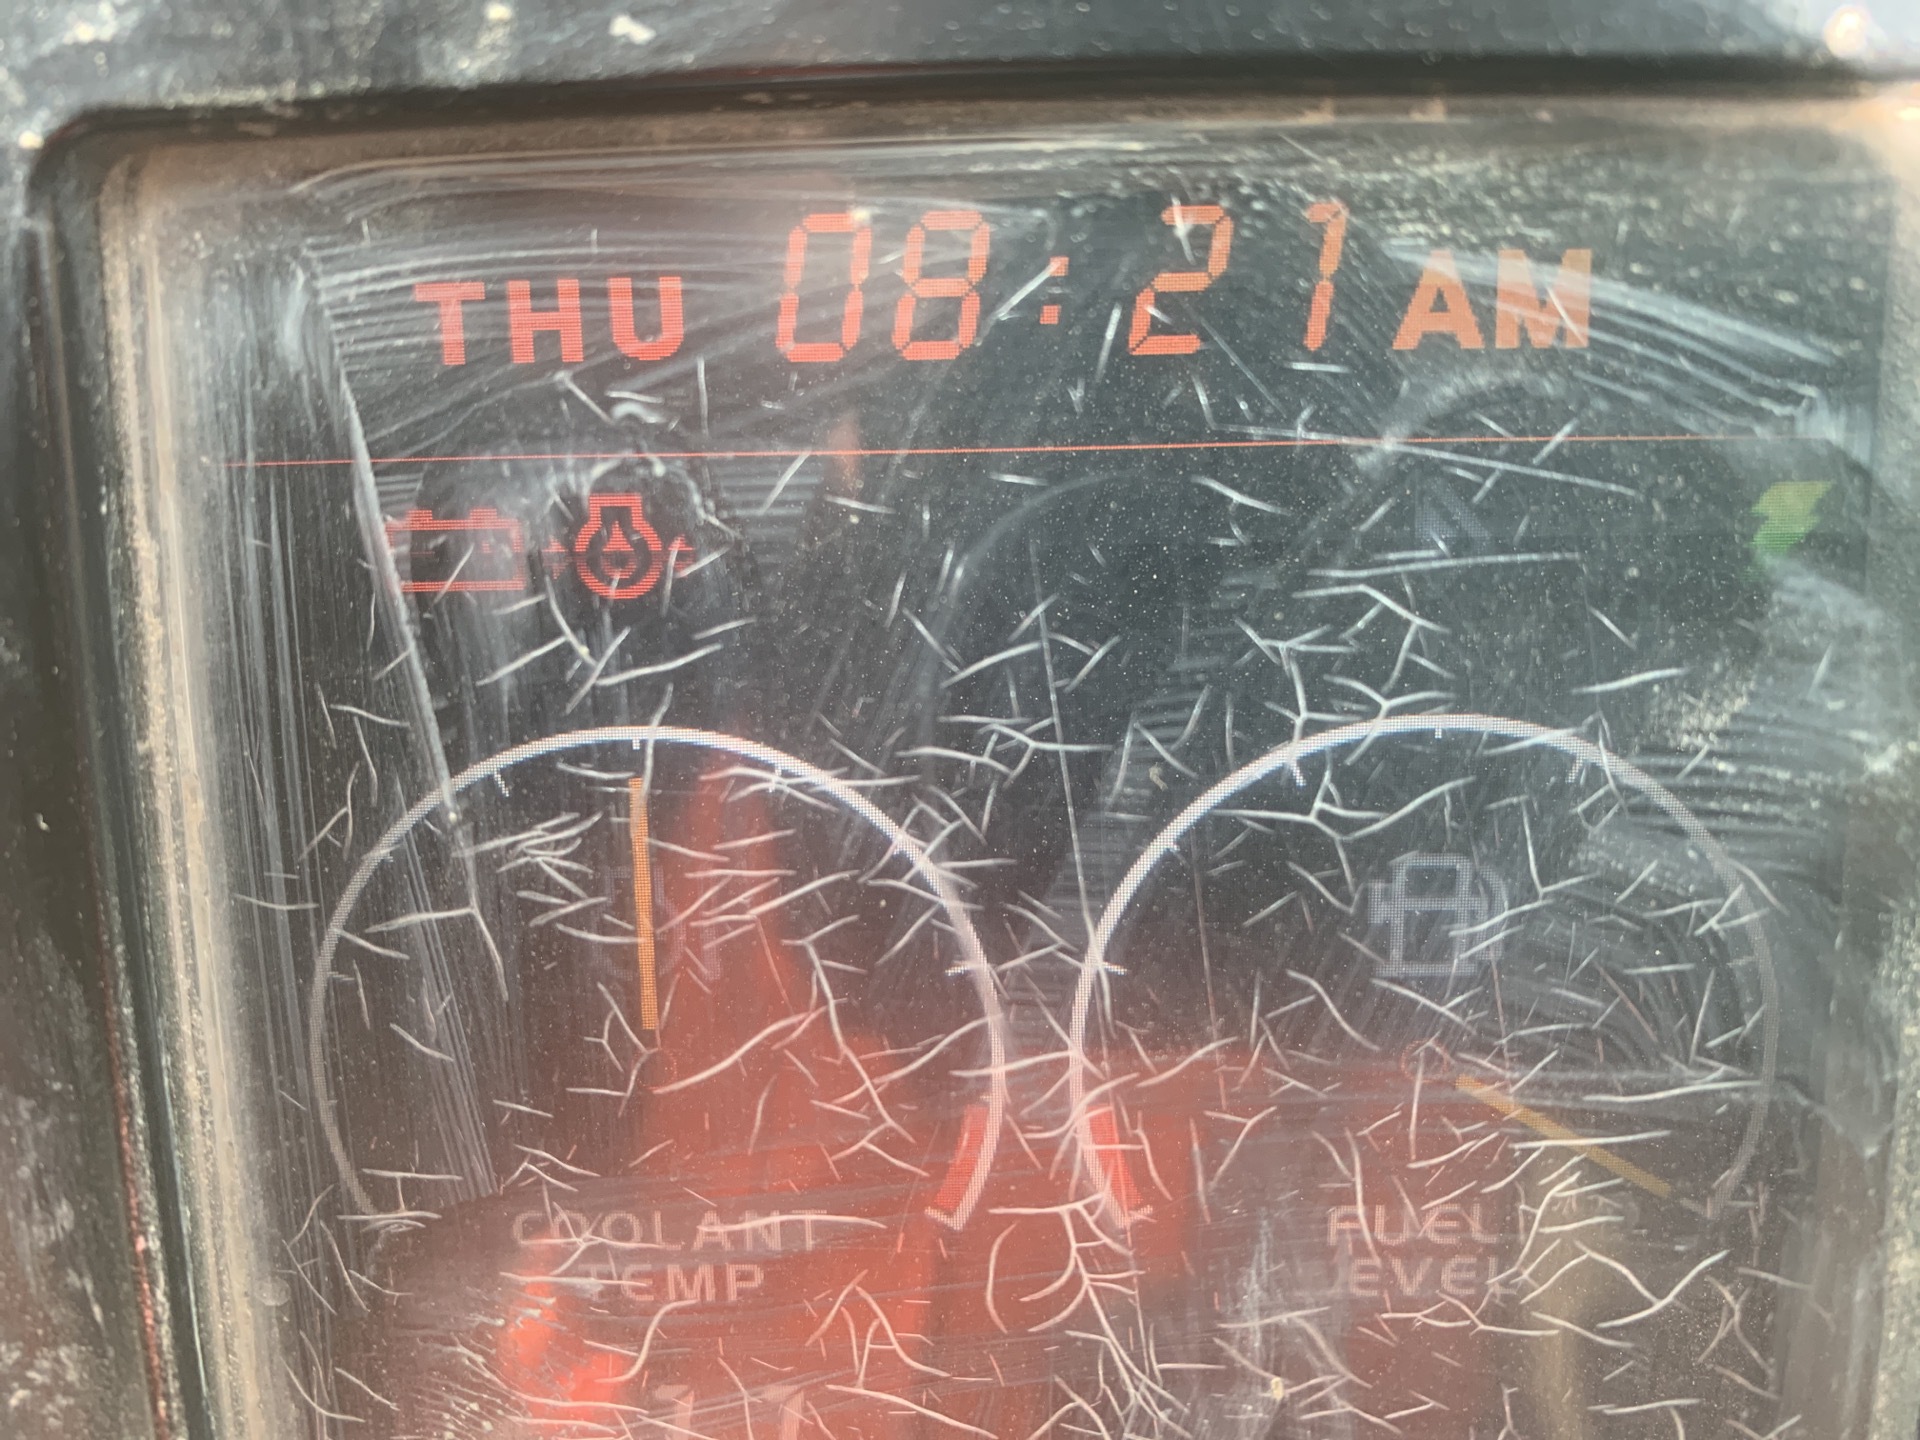 THU 08:21 AM
COOLANT FUEL
TEMP LEVEL